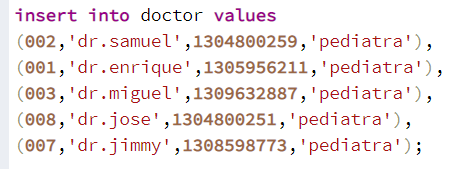 insert into doctor values
(002,'dr.samuel',1304800259,'pediatra'),
(001,'dr.enrique',1305956211,'pediatra'),
(003,'dr.miguel',1309632887,'pediatra'),
(008,'dr.jose',1304800251,'pediatra'),
(007,'dr.jimmy',1308598773,'pediatra');